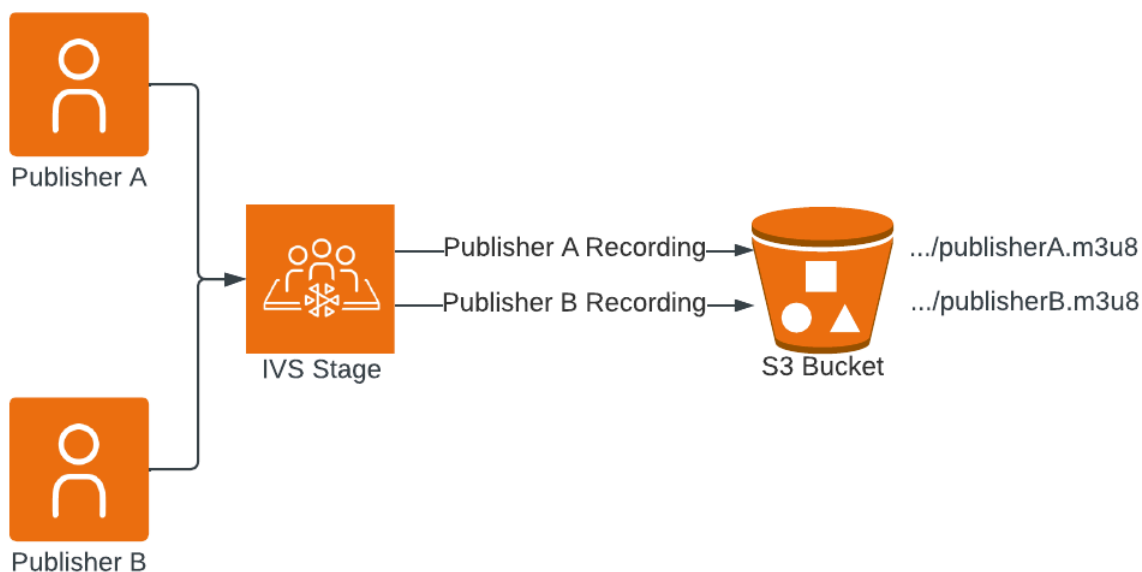 Publisher A
Publisher A Recording
.../publisherA.m3u8
Publisher B Recording
.../publisherB.m3u8
IVS Stage
S3 Bucket
Publisher B